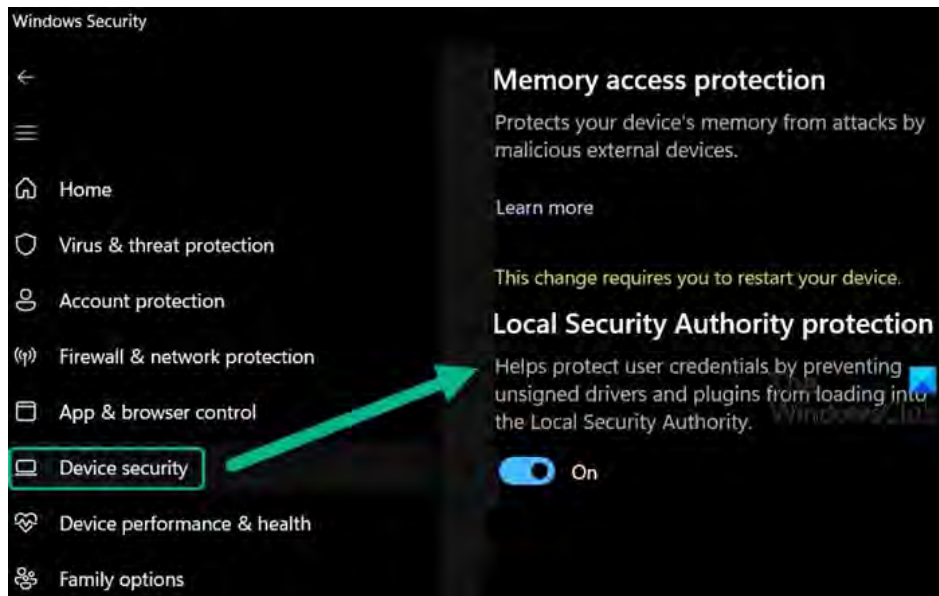 Windows Security
Home
Virus & threat protection
Account protection
Firewall & network protection
App & browser control
Device security
Device performance & health
Family options
Memory access protection
Protects your device's memory from attacks by
malicious external devices.
Learn more
This change requires you to restart your device.
Local Security Authority protection
Helps protect user credentials by preventing
unsigned drivers and plugins from loading into
the Local Security Authority.
On